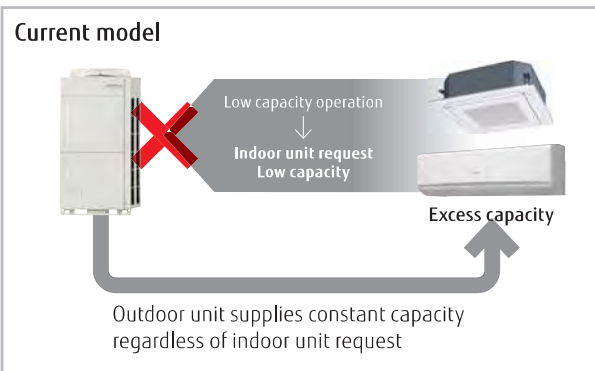 Current model
Low capacity operation
↓
Indoor unit request
Low capacity
Excess capacity
Outdoor unit supplies constant capacity
regardless of indoor unit request